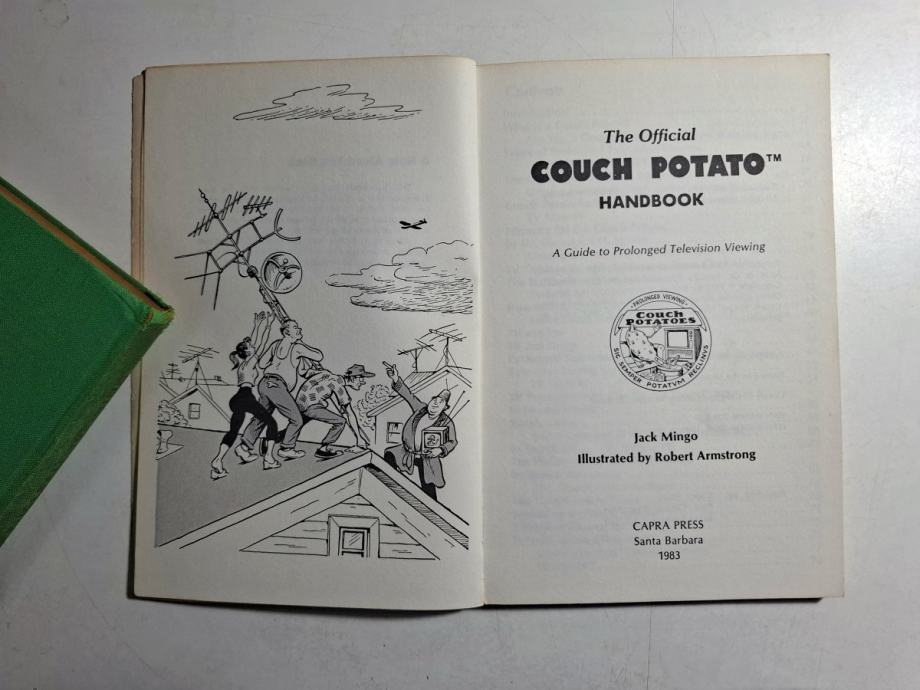 The Official
COUCH POTATO™
HANDBOOK
A Guide to Prolonged Television Viewing
• PROLONGED VIEWING •
Couch
POTATOES
SIC SEMPER POTATVM RECLINVS
Jack Mingo
Illustrated by Robert Armstrong
CAPRA PRESS
Santa Barbara
1983